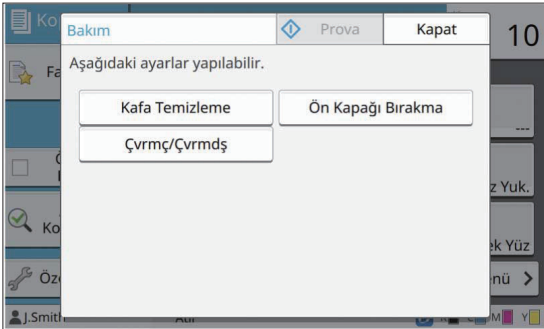 Bakım
Prova
Kapat
10
Aşağıdaki ayarlar yapılabilir.
Kafa Temizleme
Ön Kapağı Bırakma
Çvrmç/Çvrmdş
---
z Yuk.
ek Yüz
nü
Ko
Fa
Ko
Öz
J.Smith
M
Y